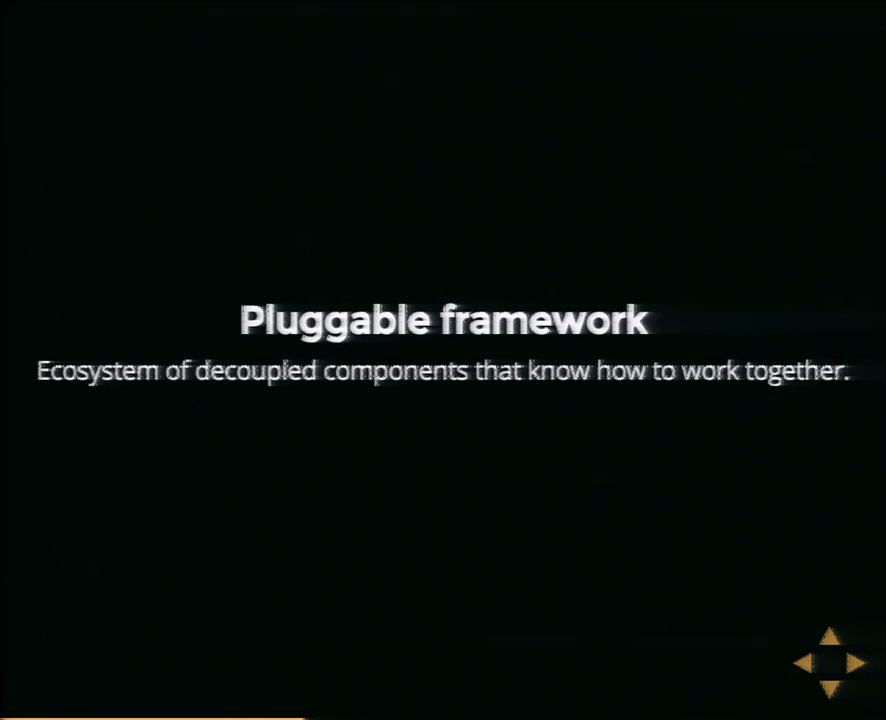 Pluggable framework
Ecosystem of decoupled components that know how to work together.